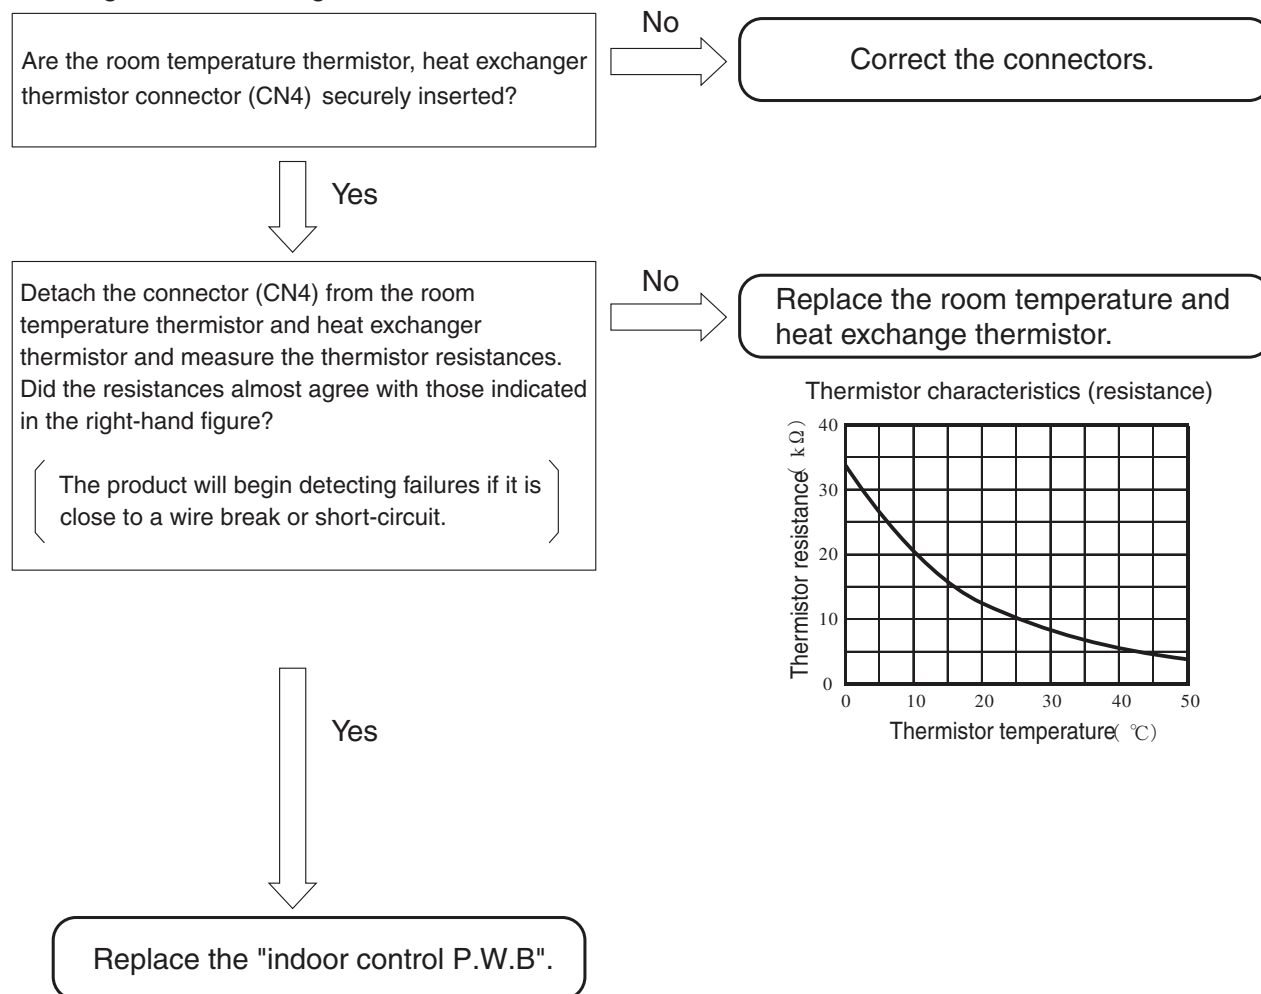 Are the room temperature thermistor, heat exchanger
thermistor connector (CN4) securely inserted?
No
Correct the connectors.
Yes
Detach the connector (CN4) from the room
temperature thermistor and heat exchanger
thermistor and measure the thermistor resistances.
Did the resistances almost agree with those indicated
in the right-hand figure?
The product will begin detecting failures if it is
close to a wire break or short-circuit.
No
Replace the room temperature and
heat exchange thermistor.
Thermistor characteristics (resistance)
Thermistor resistance( kΩ)
40
30
20
10
0
0 10 20 30 40 50
Thermistor temperature( ℃)
Yes
Replace the "indoor control P.W.B".